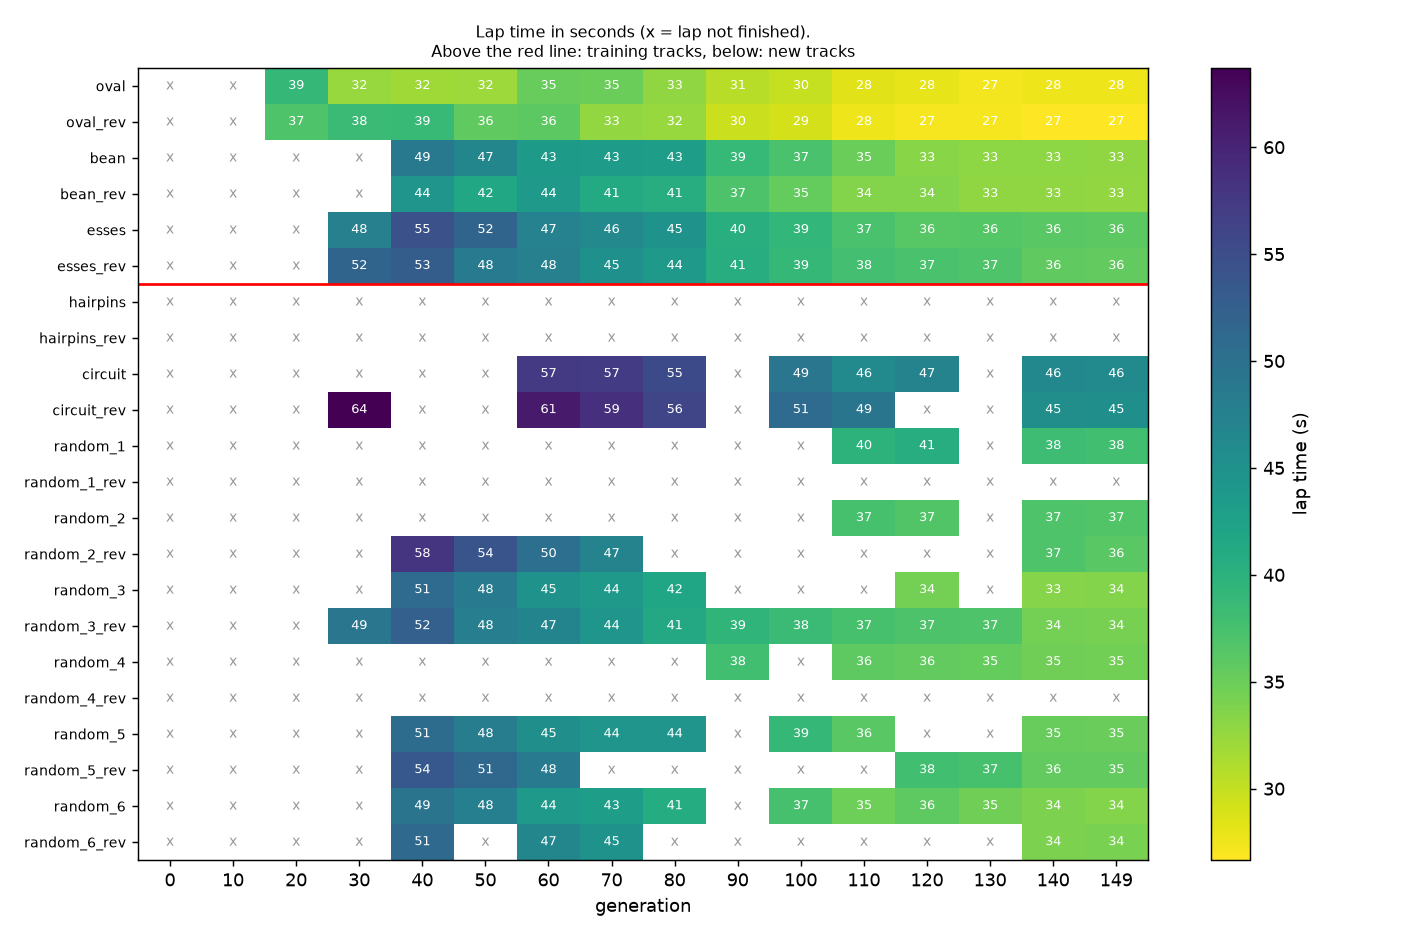 Lap time in seconds (x = lap not finished).
Above the red line: training tracks, below: new tracks
oval x x 39 32 32 32 35 35 33 31 30 28 28 27 28 28
oval_rev x x 37 38 39 36 36 33 32 30 29 28 27 27 27 27
bean x x x x 49 47 43 43 43 39 37 35 33 33 33 33
bean_rev x x x x 44 42 44 41 41 37 35 34 34 33 33 33
esses x x x 48 55 52 47 46 45 40 39 37 36 36 36 36
esses_rev x x x 52 53 48 48 45 44 41 39 38 37 37 36 36
hairpins x x x x x x x x x x x x x x x x
hairpins_rev x x x x x x x x x x x x x x x x
circuit x x x x x x 57 57 55 x 49 46 47 x 46 46
circuit_rev x x x 64 x x 61 59 56 x 51 49 x x 45 45
random_1 x x x x x x x x x x x 40 41 x 38 38
random_1_rev x x x x x x x x x x x x x x x x
random_2 x x x x x x x x x x x 37 37 x 37 37
random_2_rev x x x x 58 54 50 47 x x x x x x 37 36
random_3 x x x x 51 48 45 44 42 x x x 34 x 33 34
random_3_rev x x x 49 52 48 47 44 41 39 38 37 37 37 34 34
random_4 x x x x x x x x x 38 x 36 36 35 35 35
random_4_rev x x x x x x x x x x x x x x x x
random_5 x x x x 51 48 45 44 44 x 39 36 x x 35 35
random_5_rev x x x x 54 51 48 x x x x x 38 37 36 35
random_6 x x x x 49 48 44 43 41 x 37 35 36 35 34 34
random_6_rev x x x x 51 x 47 45 x x x x x x 34 34
0 10 20 30 40 50 60 70 80 90 100 110 120 130 140 149
generation
60
55
50
45
40
35
30
lap time (s)